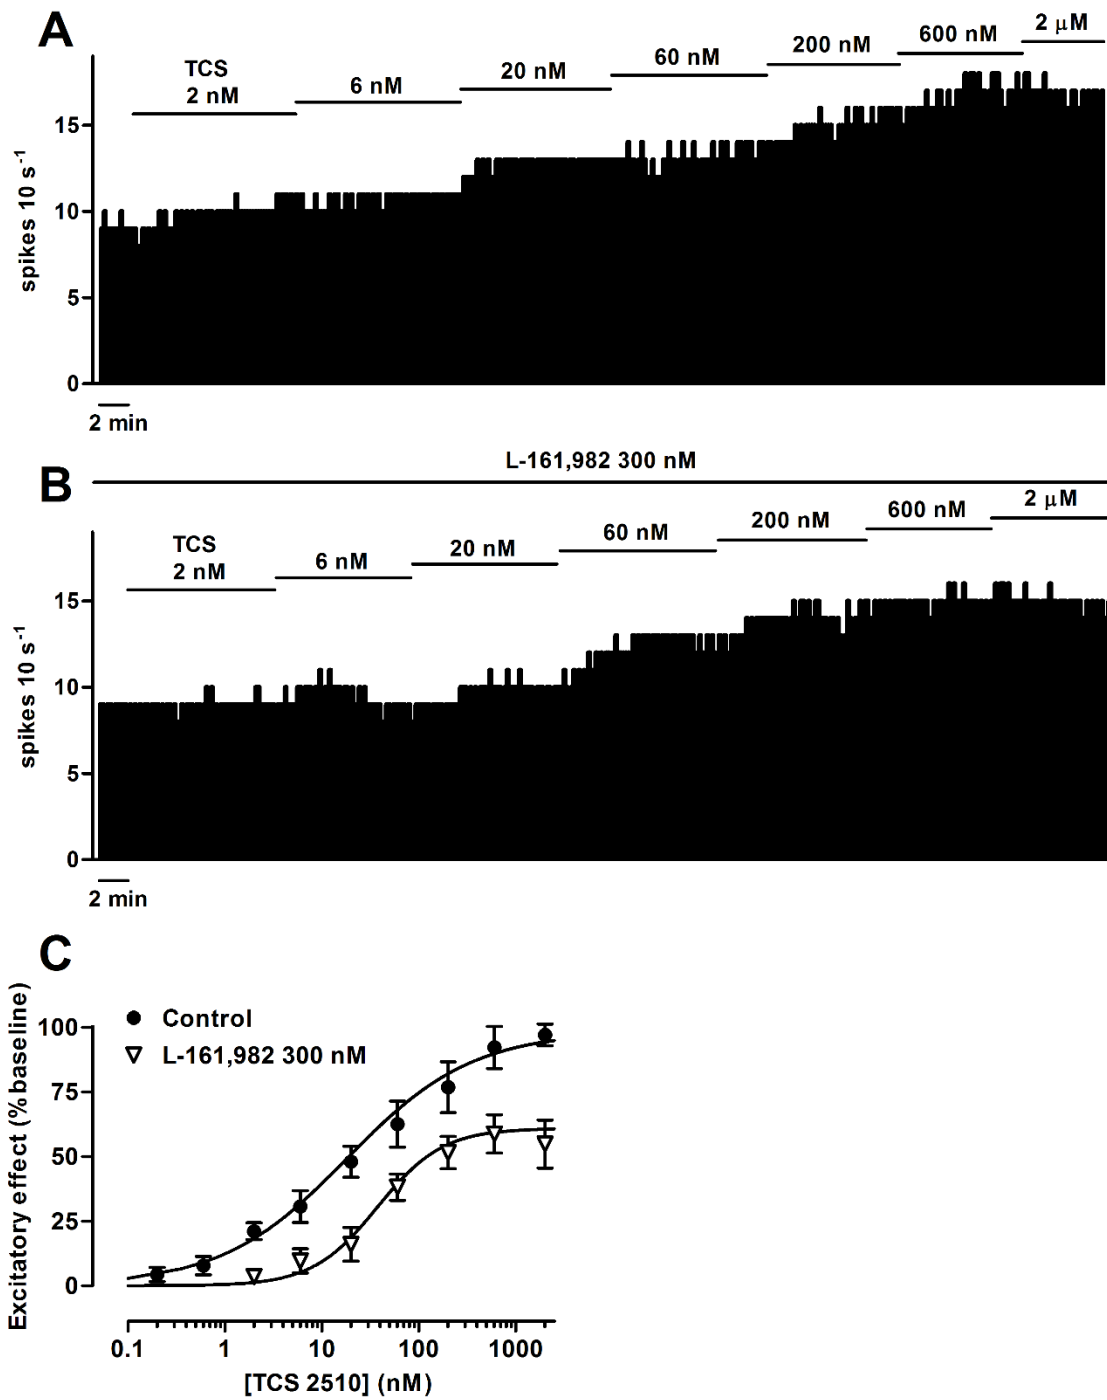 A
2 μM
600 nM
200 nM
60 nM
20 nM
6 nM
TCS
2 nM
15
10
5
0
spikes 10 s-1
2 min
L-161,982 300 nM
B
2 μM
600 nM
200 nM
60 nM
20 nM
6 nM
TCS
2 nM
15
10
5
0
spikes 10 s-1
2 min
C
Control
L-161,982 300 nM
100
75
50
25
0
Excitatory effect (% baseline)
0.1 1 10 100 1000
[TCS 2510] (nM)